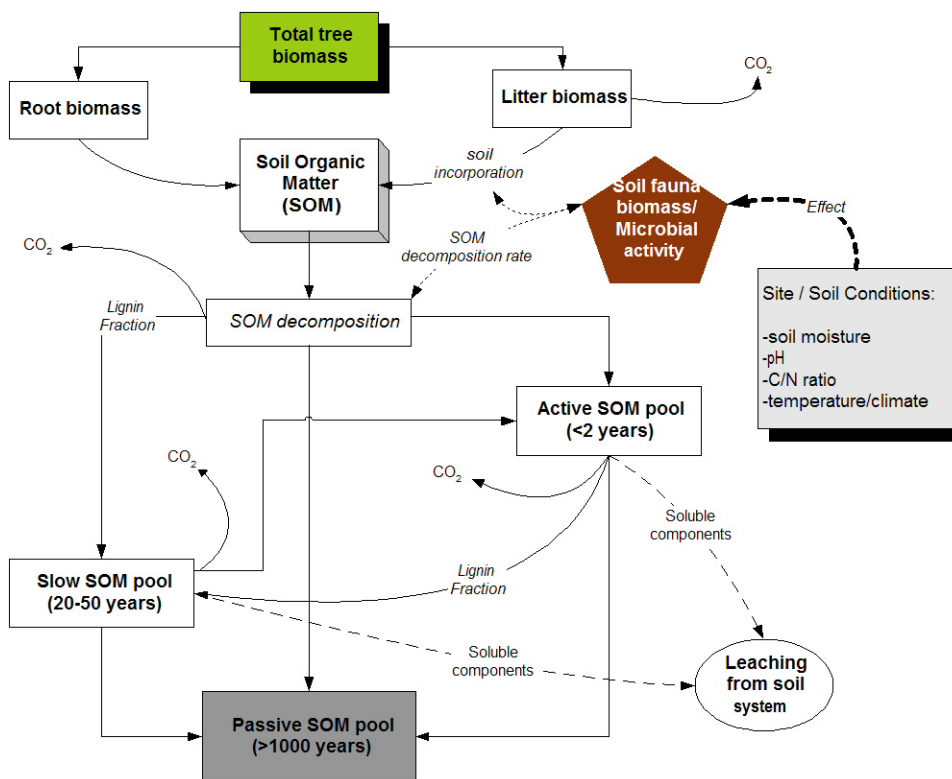 Total tree
biomass
Root biomass
Litter biomass
CO₂
Soil Organic
Matter
(SOM)
soil
incorporation
Soil fauna
biomass/
Microbial
activity
Effect
CO₂
SOM
decomposition rate
Site / Soil Conditions:
-soil moisture
-pH
-C/N ratio
-temperature/climate
Lignin
Fraction
SOM decomposition
Active SOM pool
(<2 years)
CO₂
CO₂
Soluble
components
Slow SOM pool
(20-50 years)
Lignin
Fraction
Soluble
components
Leaching
from soil
system
Passive SOM pool
(>1000 years)